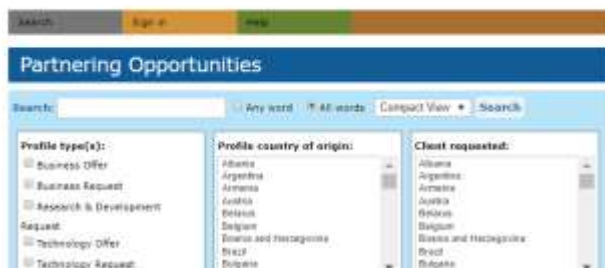 Search Sign in Help
Partnering Opportunities
Search: Any word All words Compact View Search
Profile type(s):
Business Offer
Business Request
Research & Development
Request
Technology Offer
Technology Request
Profile country of origin:
Albania
Argentina
Armenia
Austria
Belarus
Belgium
Bosnia and Herzegovina
Brazil
Bulgaria
Client requested:
Albania
Argentina
Armenia
Austria
Belarus
Belgium
Bosnia and Herzegovina
Brazil
Bulgaria